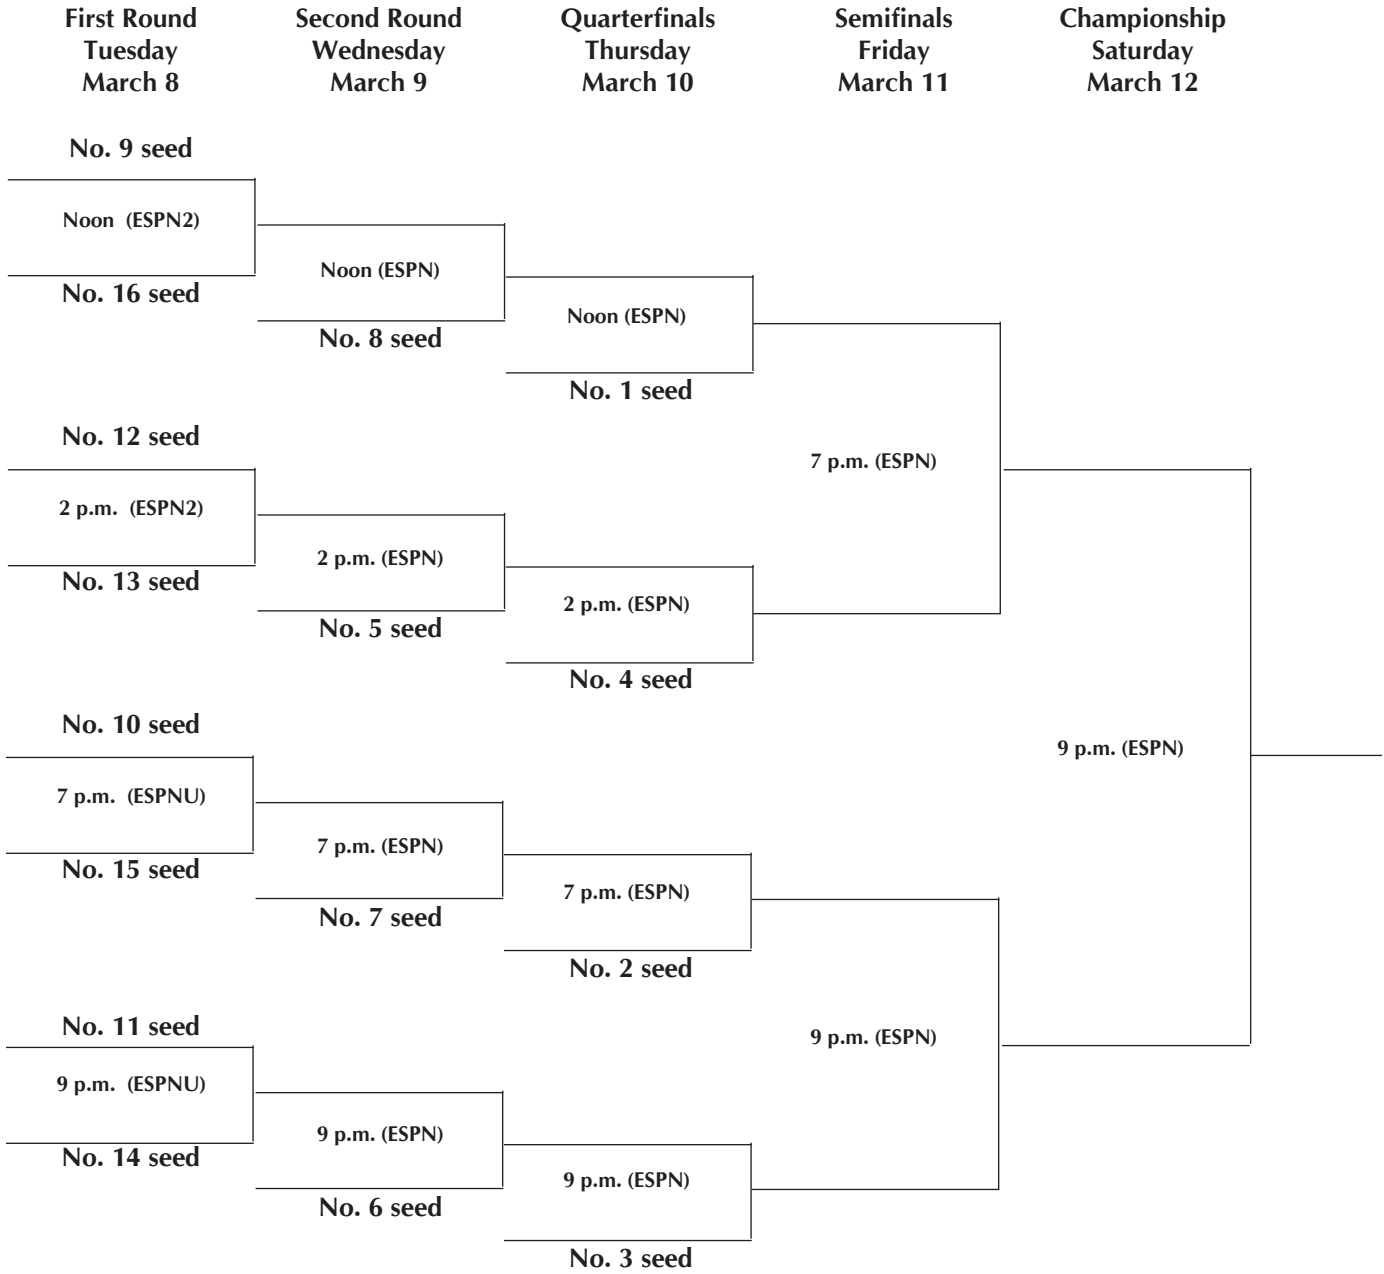 First Round
Tuesday
March 8
Second Round
Wednesday
March 9
Quarterfinals
Thursday
March 10
Semifinals
Friday
March 11
Championship
Saturday
March 12
No. 9 seed
Noon (ESPN2)
No. 16 seed
Noon (ESPN)
No. 8 seed
Noon (ESPN)
No. 1 seed
No. 12 seed
2 p.m. (ESPN2)
No. 13 seed
2 p.m. (ESPN)
No. 5 seed
2 p.m. (ESPN)
No. 4 seed
7 p.m. (ESPN)
No. 10 seed
7 p.m. (ESPNU)
No. 15 seed
7 p.m. (ESPN)
No. 7 seed
7 p.m. (ESPN)
No. 2 seed
No. 11 seed
9 p.m. (ESPNU)
No. 14 seed
9 p.m. (ESPN)
No. 6 seed
9 p.m. (ESPN)
No. 3 seed
9 p.m. (ESPN)
9 p.m. (ESPN)